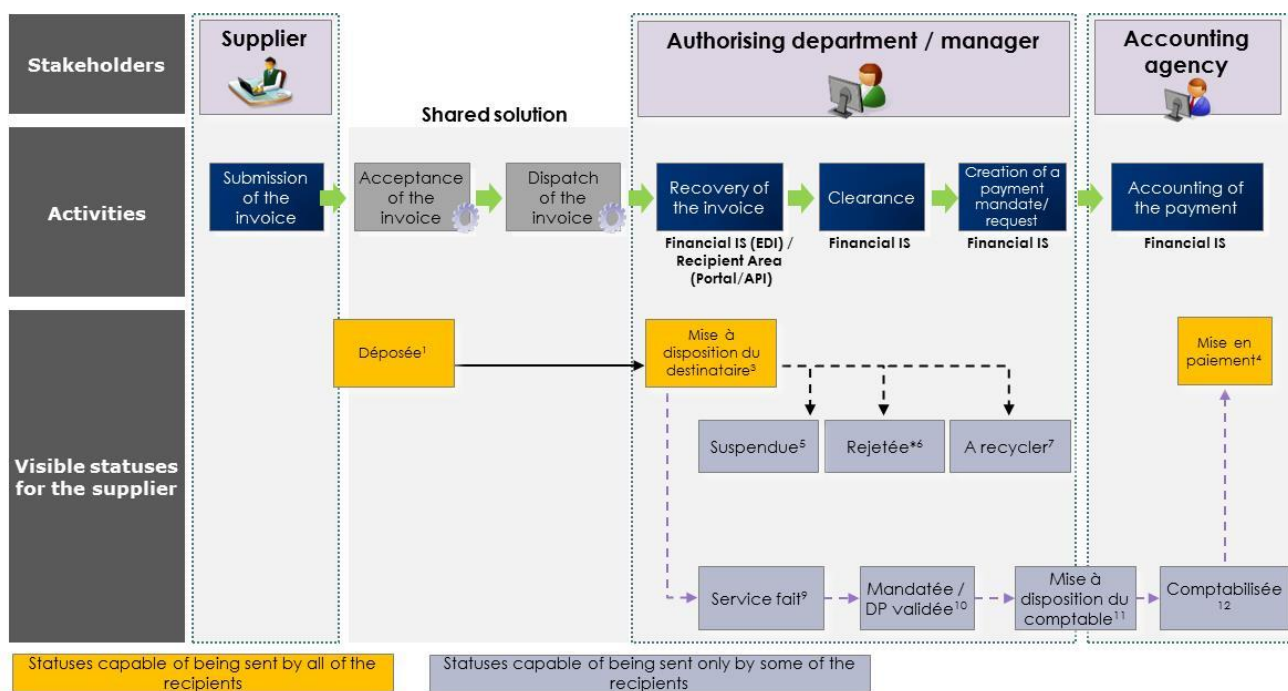 Stakeholders
Supplier
Authorising department / manager
Accounting
agency
Shared solution
Activities
Submission
of the
invoice
Acceptance
of the
invoice
Dispatch
of the
invoice
Recovery of
the invoice
Clearance
Creation of a
payment
mandate/
request
Accounting of
the payment
Financial IS (EDI) /
Recipient Area
(Portal/API)
Financial IS
Financial IS
Financial IS
Visible statuses
for the supplier
Déposée¹
Mise à
disposition du
destinataire³
Mise en
paiement⁴
Suspendue⁵
Rejetée*⁶
A recycler⁷
Service fait⁹
Mandatée /
DP validée¹⁰
Mise à
disposition du
comptable¹¹
Comptabilisée
¹²
Statuses capable of being sent by all of the
recipients
Statuses capable of being sent only by some of the
recipients